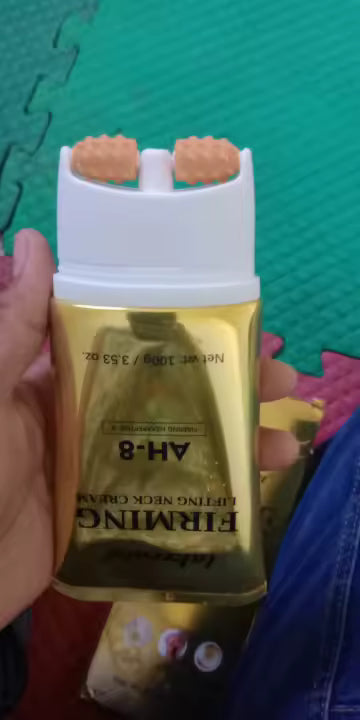 FIRMING
LIFTING NECK CREAM
AH-8
Net wt. 100g / 3.53 oz.